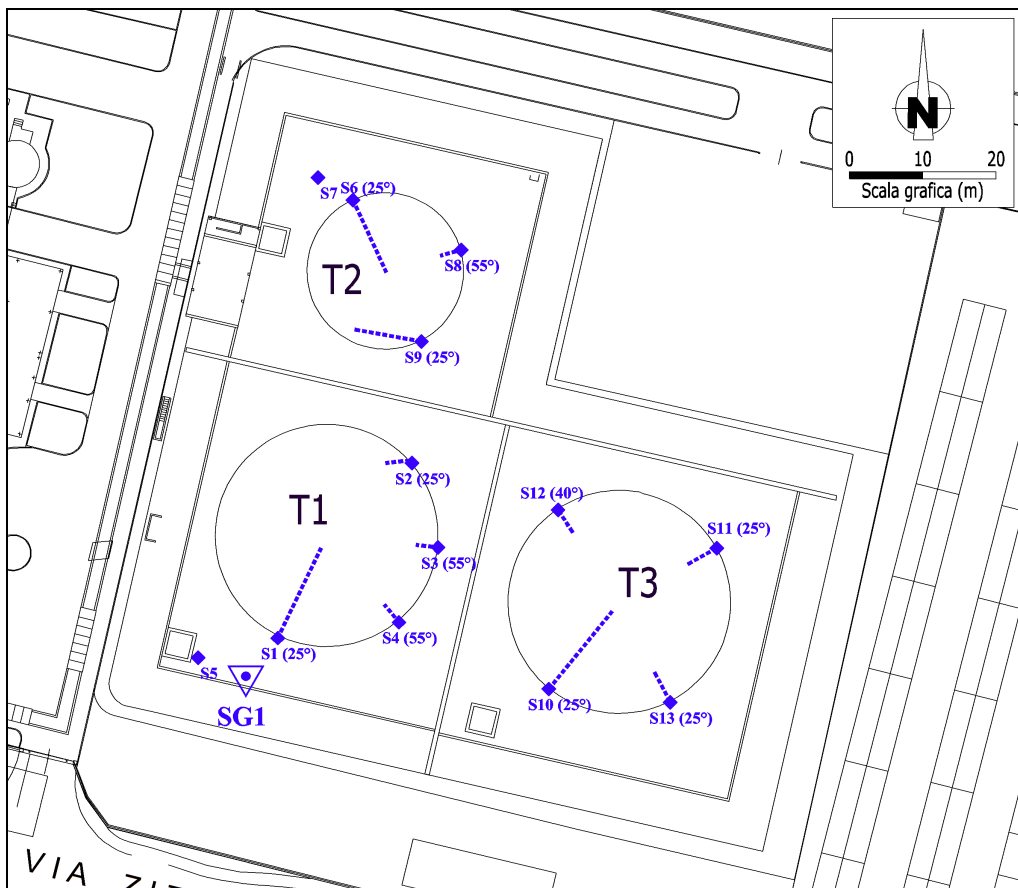 N
0 10 20
Scala grafica (m)
S7
S6 (25°)
S8 (55°)
T2
S9 (25°)
S2 (25°)
T1
S12 (40°)
S11 (25°)
S3 (55°)
T3
S4 (55°)
S1 (25°)
S5
SG1
S10 (25°)
S13 (25°)
VIA